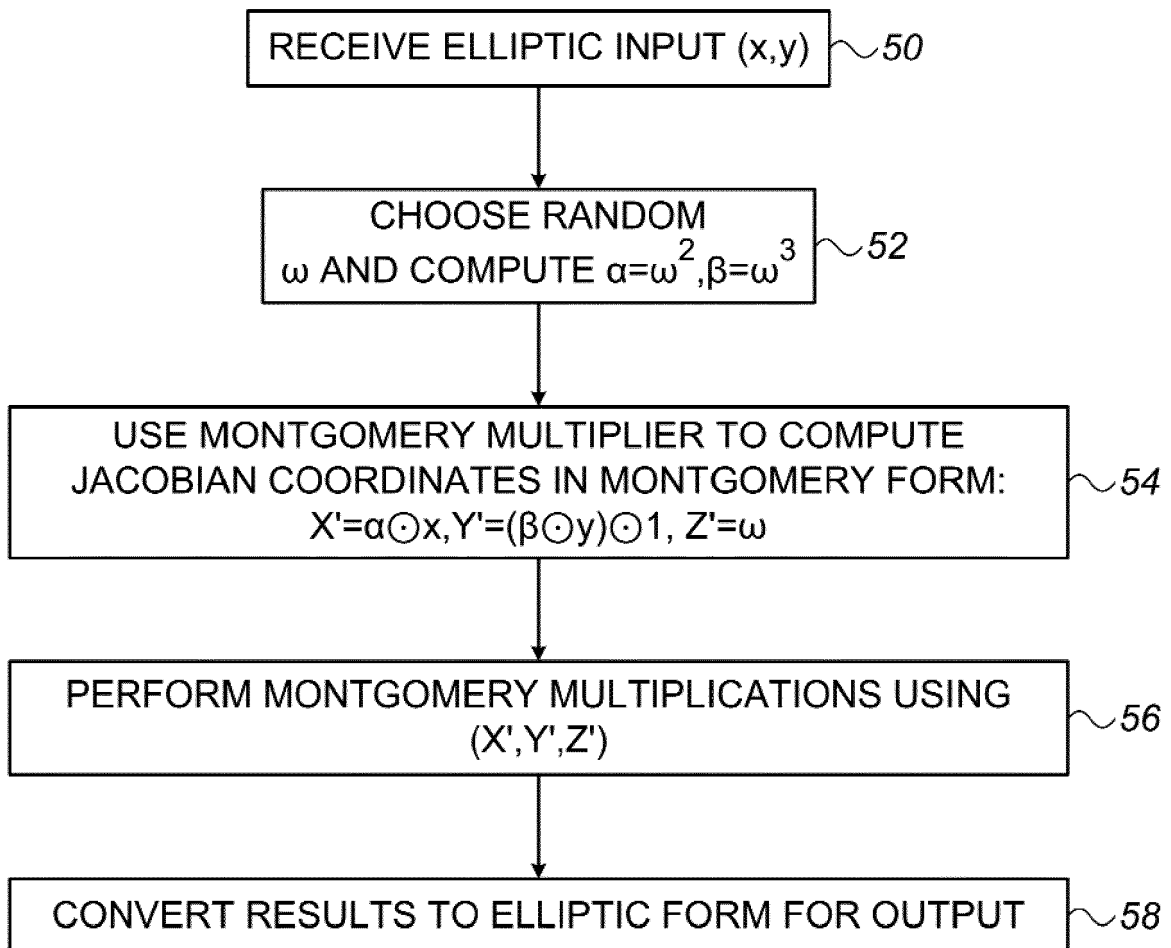 RECEIVE ELLIPTIC INPUT (x,y)
50
CHOOSE RANDOM
ω AND COMPUTE α=ω²,β=ω³
52
USE MONTGOMERY MULTIPLIER TO COMPUTE
JACOBIAN COORDINATES IN MONTGOMERY FORM:
X'=α⊙x,Y'=(β⊙y)⊙1, Z'=ω
54
PERFORM MONTGOMERY MULTIPLICATIONS USING
(X',Y',Z')
56
CONVERT RESULTS TO ELLIPTIC FORM FOR OUTPUT
58